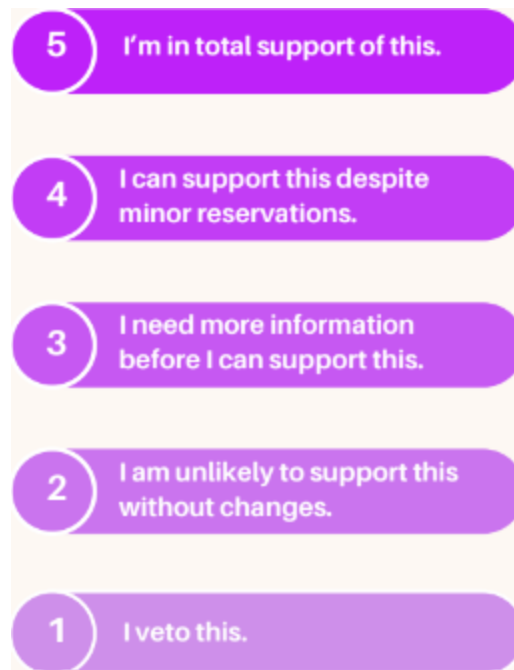 5
I’m in total support of this.
4
I can support this despite
minor reservations.
3
I need more information
before I can support this.
2
I am unlikely to support this
without changes.
1
I veto this.